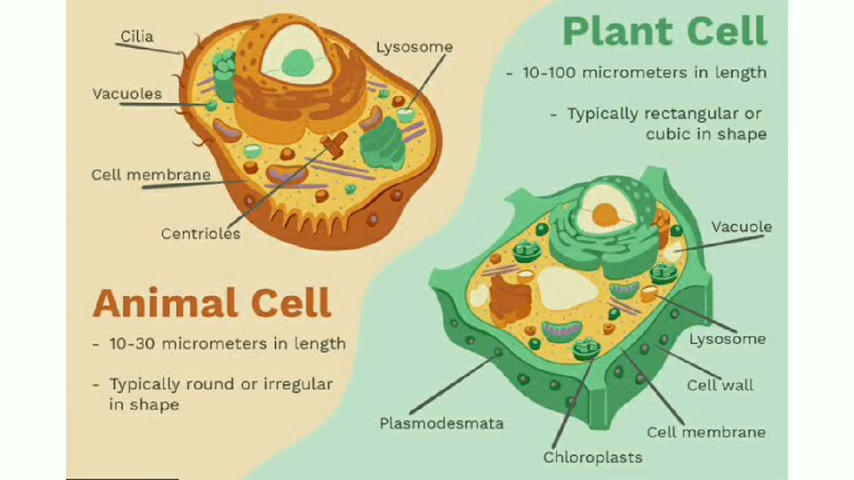 Cilia
Lysosome
Vacuoles
Cell membrane
Centrioles
Animal Cell
- 10-30 micrometers in length
- Typically round or irregular
in shape
Plant Cell
- 10-100 micrometers in length
- Typically rectangular or
cubic in shape
Vacuole
Lysosome
Cell wall
Plasmodesmata
Cell membrane
Chloroplasts